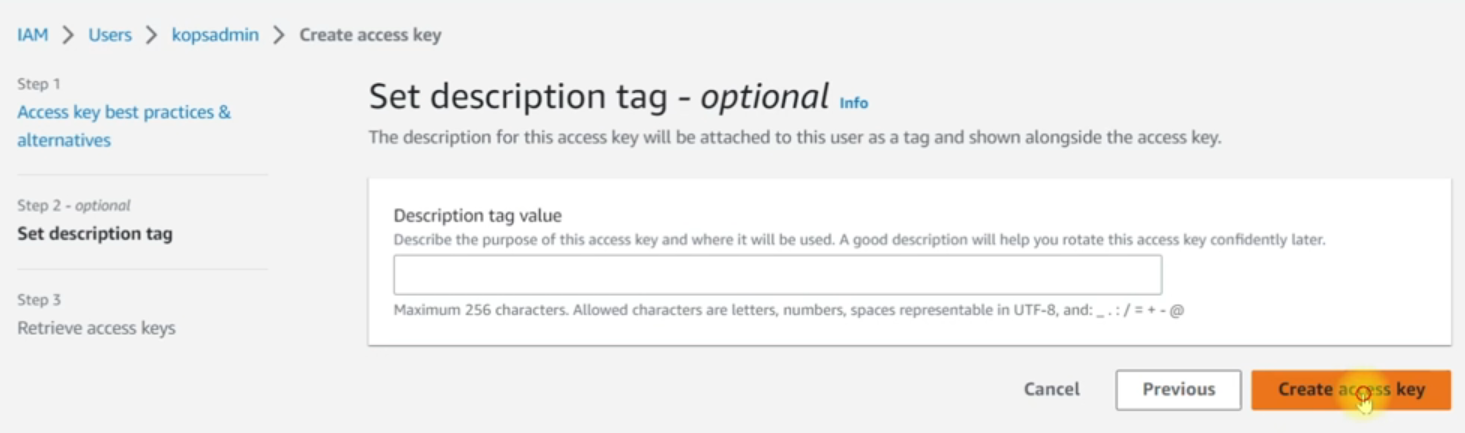 IAM > Users > kopsadmin > Create access key
Step 1
Access key best practices &
alternatives
Step 2 - optional
Set description tag
Step 3
Retrieve access keys
Set description tag - optional Info
The description for this access key will be attached to this user as a tag and shown alongside the access key.
Description tag value
Describe the purpose of this access key and where it will be used. A good description will help you rotate this access key confidently later.
Maximum 256 characters. Allowed characters are letters, numbers, spaces representable in UTF-8, and: _ . : / = + - @
Cancel
Previous
Create access key